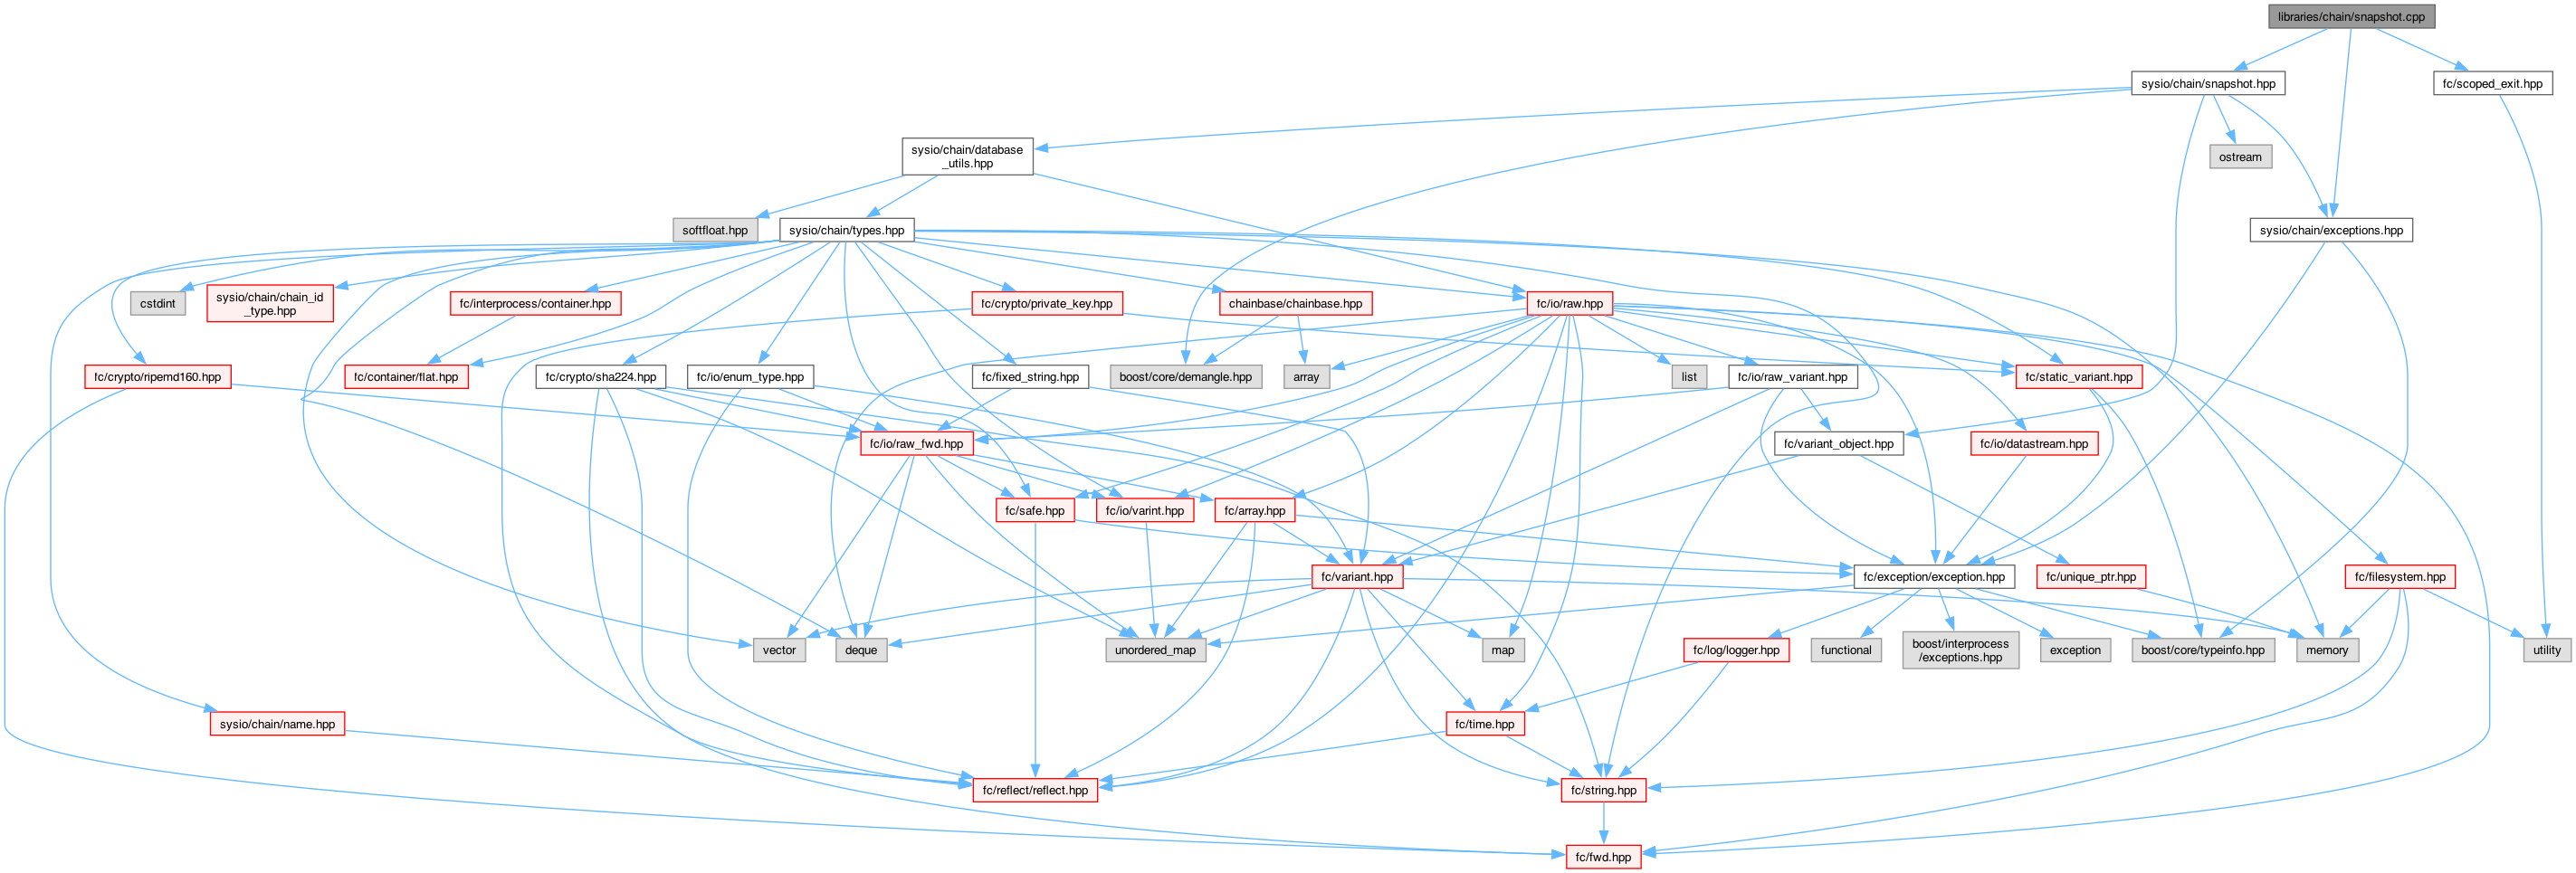 libraries/chain/snapshot.cpp
sysio/chain/snapshot.hpp
fc/scoped_exit.hpp
sysio/chain/database
_utils.hpp
ostream
softfloat.hpp
sysio/chain/types.hpp
sysio/chain/exceptions.hpp
cstdint
sysio/chain/chain_id
_type.hpp
fc/interprocess/container.hpp
fc/crypto/private_key.hpp
chainbase/chainbase.hpp
fc/io/raw.hpp
fc/crypto/ripemd160.hpp
fc/container/flat.hpp
fc/crypto/sha224.hpp
fc/io/enum_type.hpp
fc/fixed_string.hpp
boost/core/demangle.hpp
array
list
fc/io/raw_variant.hpp
fc/static_variant.hpp
fc/io/raw_fwd.hpp
fc/variant_object.hpp
fc/io/datastream.hpp
fc/safe.hpp
fc/io/varint.hpp
fc/array.hpp
fc/variant.hpp
fc/exception/exception.hpp
fc/unique_ptr.hpp
fc/filesystem.hpp
vector
deque
unordered_map
map
fc/log/logger.hpp
functional
boost/interprocess
/exceptions.hpp
exception
boost/core/typeinfo.hpp
memory
utility
sysio/chain/name.hpp
fc/time.hpp
fc/reflect/reflect.hpp
fc/string.hpp
fc/fwd.hpp